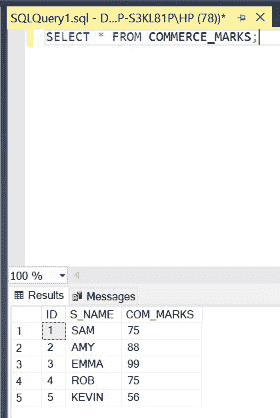 SQLQuery1.sql - D...P-S3KL81P\HP (78))*
SELECT * FROM COMMERCE_MARKS;
100 %
Results Messages
ID S_NAME COM_MARKS
1 1 SAM 75
2 2 AMY 88
3 3 EMMA 99
4 4 ROB 75
5 5 KEVIN 56